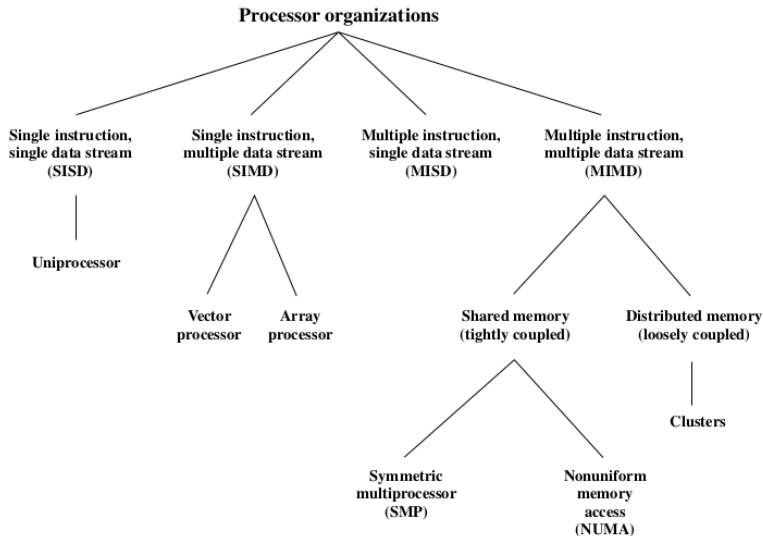 Processor organizations
Single instruction,
single data stream
(SISD)
Single instruction,
multiple data stream
(SIMD)
Multiple instruction,
single data stream
(MISD)
Multiple instruction,
multiple data stream
(MIMD)
Uniprocessor
Vector
processor
Array
processor
Shared memory
(tightly coupled)
Distributed memory
(loosely coupled)
Clusters
Symmetric
multiprocessor
(SMP)
Nonuniform
memory
access
(NUMA)